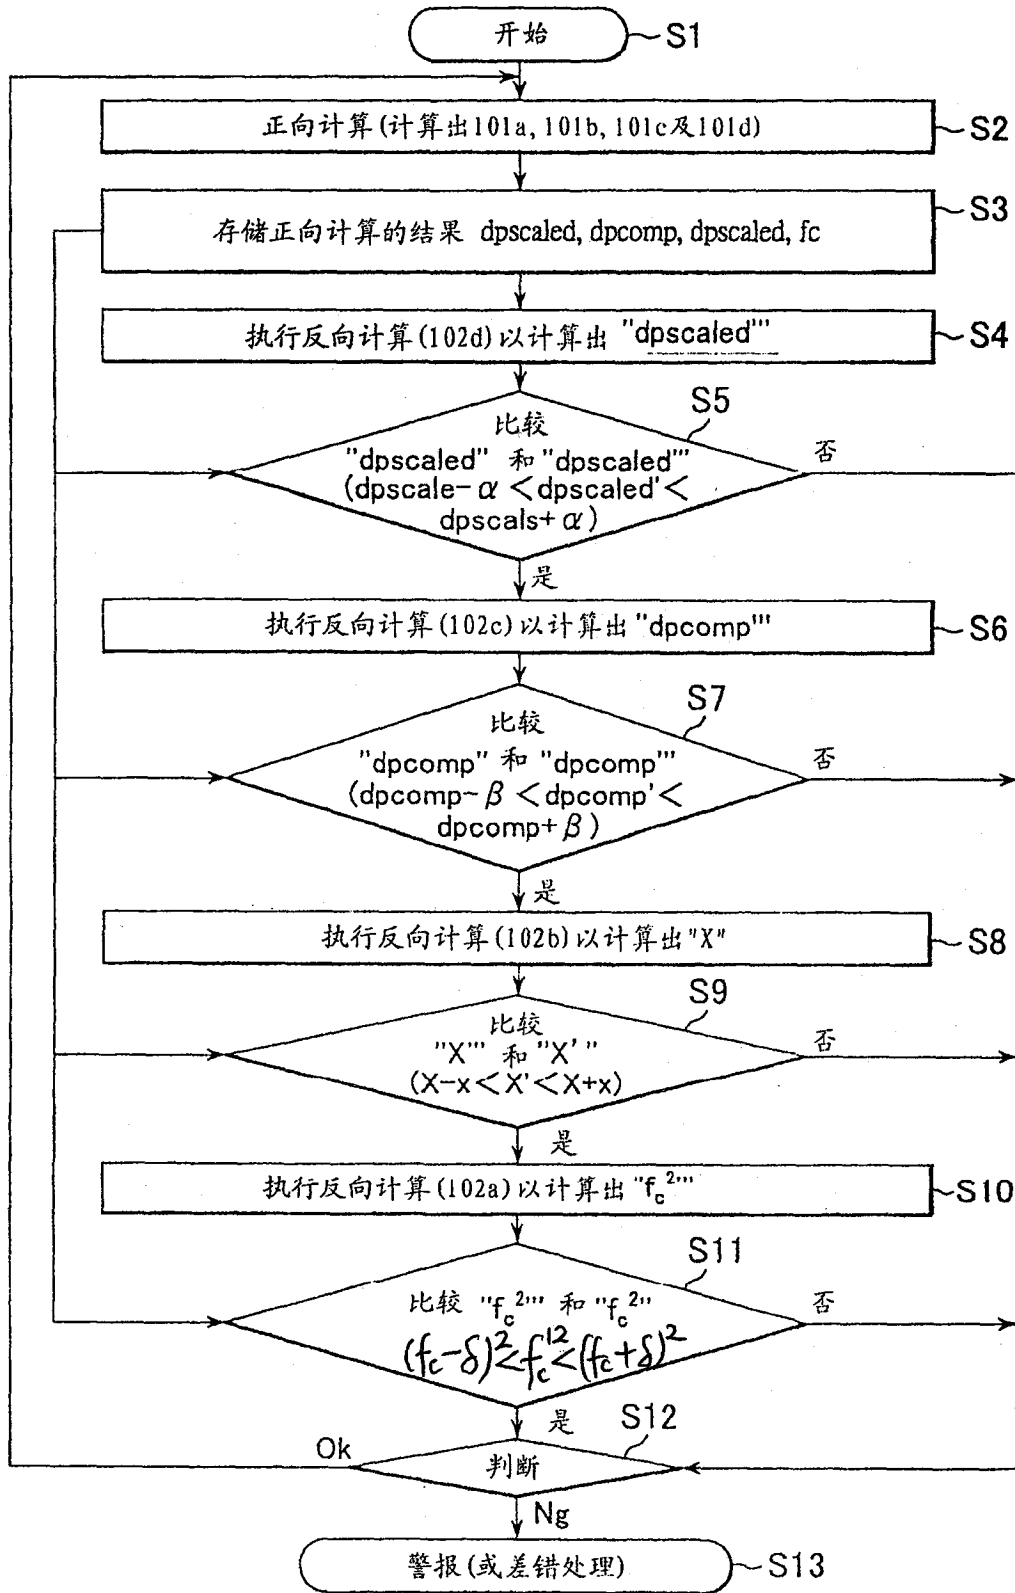 开始 S1
正向计算(计算出101a, 101b, 101c及101d) S2
存储正向计算的结果 dpscaled, dpcomp, dpscaled, fc S3
执行反向计算(102d)以计算出 "dpscaled'" S4
S5
比较
"dpscaled" 和 "dpscaled'"
(dpscale-α<dpscaled'<
dpscals+α)
否
是
执行反向计算(102c)以计算出"dpcomp'" S6
S7
比较
"dpcomp" 和 "dpcomp'"
(dpcomp-β<dpcomp'<
dpcomp+β)
否
是
执行反向计算(102b)以计算出"X" S8
S9
比较
"X'" 和 "X' "
(X-x<X'<X+x)
否
是
执行反向计算(102a)以计算出 "fc²'" S10
S11
比较 "fc²'" 和 "fc²"
(fc-δ)²<fc'²<(fc+δ)²
否
是
S12
Ok
判断
Ng
警报(或差错处理) S13